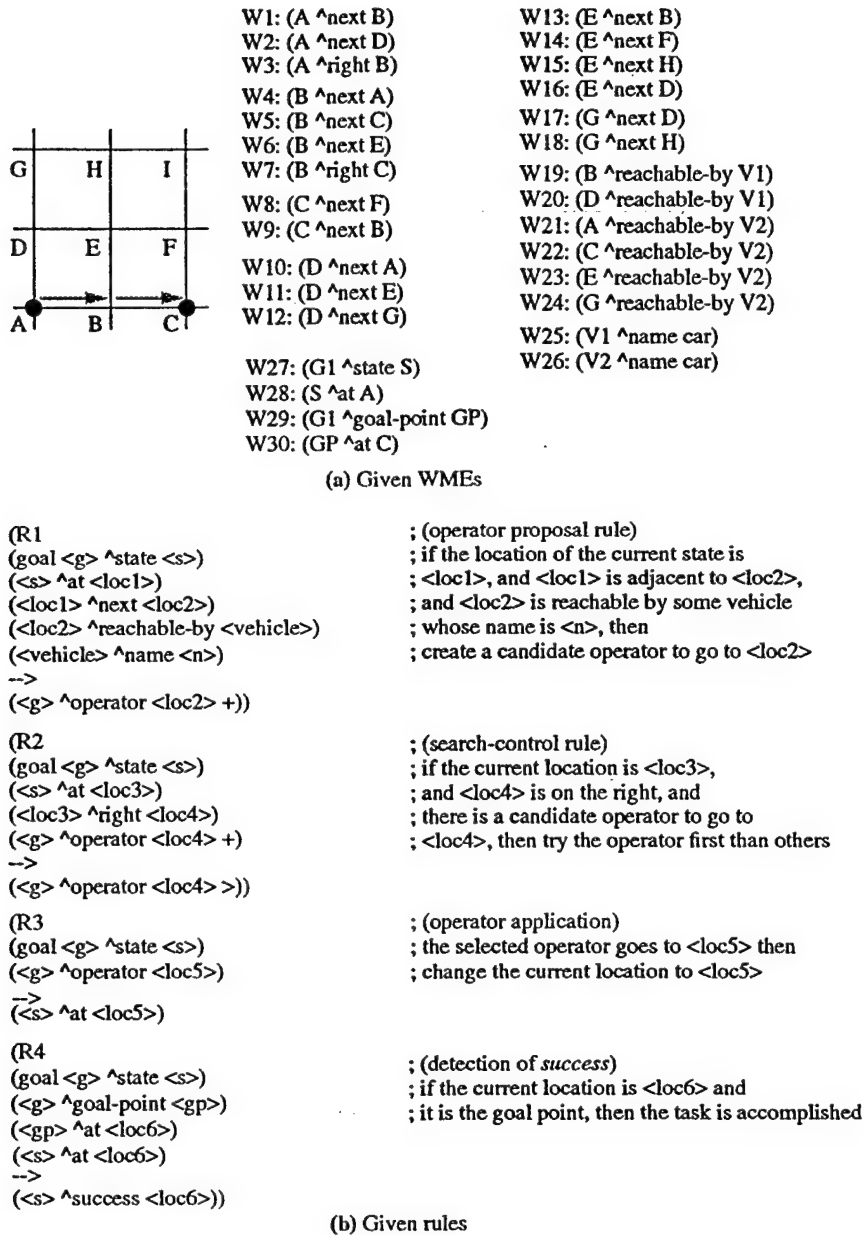 W1: (A ^next B)
W2: (A ^next D)
W3: (A ^right B)
W4: (B ^next A)
W5: (B ^next C)
W6: (B ^next E)
W7: (B ^right C)
W8: (C ^next F)
W9: (C ^next B)
W10: (D ^next A)
W11: (D ^next E)
W12: (D ^next G)
W13: (E ^next B)
W14: (E ^next F)
W15: (E ^next H)
W16: (E ^next D)
W17: (G ^next D)
W18: (G ^next H)
W19: (B ^reachable-by V1)
W20: (D ^reachable-by V1)
W21: (A ^reachable-by V2)
W22: (C ^reachable-by V2)
W23: (E ^reachable-by V2)
W24: (G ^reachable-by V2)
W25: (V1 ^name car)
W26: (V2 ^name car)
G H I
D E F
A B C
W27: (G1 ^state S)
W28: (S ^at A)
W29: (G1 ^goal-point GP)
W30: (GP ^at C)
(a) Given WMEs
(R1 ; (operator proposal rule)
(goal <g> ^state <s>) ; if the location of the current state is
(<s> ^at <loc1>) ; <loc1>, and <loc1> is adjacent to <loc2>,
(<loc1> ^next <loc2>) ; and <loc2> is reachable by some vehicle
(<loc2> ^reachable-by <vehicle>) ; whose name is <n>, then
(<vehicle> ^name <n>) ; create a candidate operator to go to <loc2>
-->
(<g> ^operator <loc2> +))
(R2 ; (search-control rule)
(goal <g> ^state <s>) ; if the current location is <loc3>,
(<s> ^at <loc3>) ; and <loc4> is on the right, and
(<loc3> ^right <loc4>) ; there is a candidate operator to go to
(<g> ^operator <loc4> +) ; <loc4>, then try the operator first than others
-->
(<g> ^operator <loc4> >))
(R3 ; (operator application)
(goal <g> ^state <s>) ; the selected operator goes to <loc5> then
(<g> ^operator <loc5>) ; change the current location to <loc5>
-->
(<s> ^at <loc5>)
(R4 ; (detection of success)
(goal <g> ^state <s>) ; if the current location is <loc6> and
(<g> ^goal-point <gp>) ; it is the goal point, then the task is accomplished
(<gp> ^at <loc6>)
(<s> ^at <loc6>)
-->
(<s> ^success <loc6>))
(b) Given rules